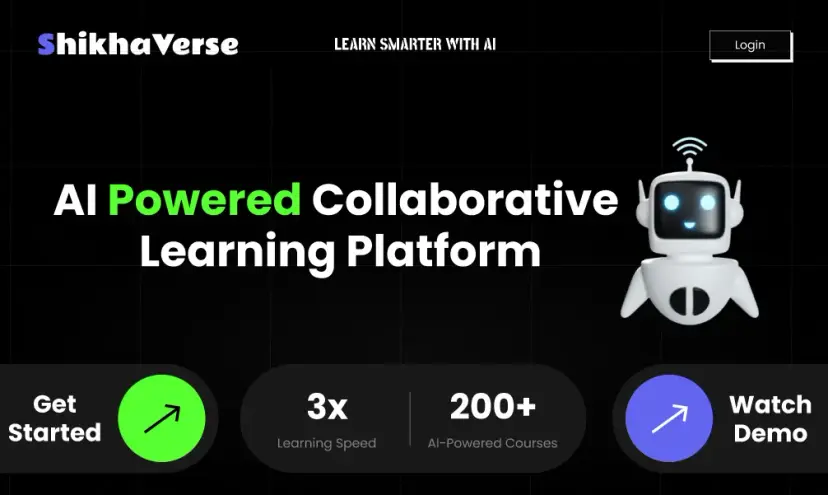 ShikhaVerse
LEARN SMARTER WITH AI
Login
AI Powered Collaborative
Learning Platform
Get
Started
3x
Learning Speed
200+
AI-Powered Courses
Watch
Demo